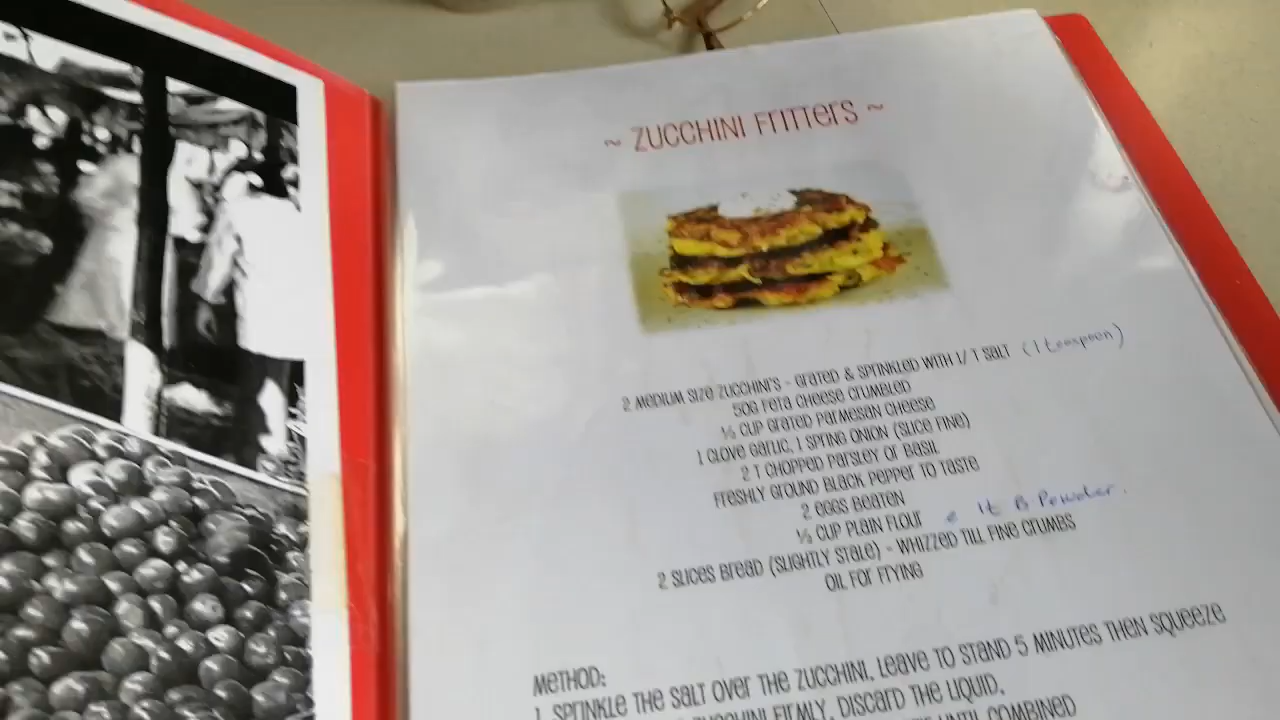 ~ ZUCCHINI FRITTERS ~
2 MEDIUM SIZE ZUCCHINI'S - GRATED & SPRINKLED WITH 1/ T SALT (1 teaspoon)
50G FETA CHEESE CRUMBLED
½ CUP GRATED PARMESAN CHEESE
1 CLOVE GARLIC, 1 SPRING ONION (SLICE FINE)
2 T CHOPPED PARSLEY OR BASIL
FRESHLY GROUND BLACK PEPPER TO TASTE
2 EGGS BEATEN
CUP PLAIN FLOUR 1t B. Powder.
2 SLICES BREAD (SLIGHTLY STALE) - WHIZZED TILL FINE CRUMBS
OIL FOR FRYING
METHOD:
1. SPRINKLE THE SALT OVER THE ZUCCHINI, LEAVE TO STAND 5 MINUTES THEN SQUEEZE
ZUCCHINI FIRMLY, DISCARD THE LIQUID.
UNTIL COMBINED